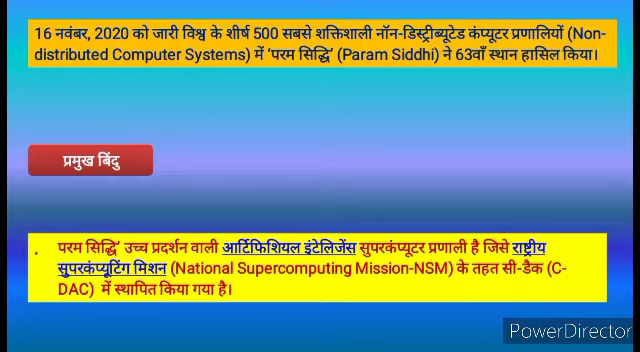 16 नवंबर, 2020 को जारी विश्व के शीर्ष 500 सबसे शक्तिशाली नॉन-डिस्ट्रीब्यूटेड कंप्यूटर प्रणालियों (Non-
distributed Computer Systems) में ‘परम सिद्धि’ (Param Siddhi) ने 63वाँ स्थान हासिल किया।
प्रमुख बिंदु
• परम सिद्धि’ उच्च प्रदर्शन वाली आर्टिफिशियल इंटेलिजेंस सुपरकंप्यूटर प्रणाली है जिसे राष्ट्रीय
सुपरकंप्यूटिंग मिशन (National Supercomputing Mission-NSM) के तहत सी-डैक (C-
DAC) में स्थापित किया गया है।
PowerDirector